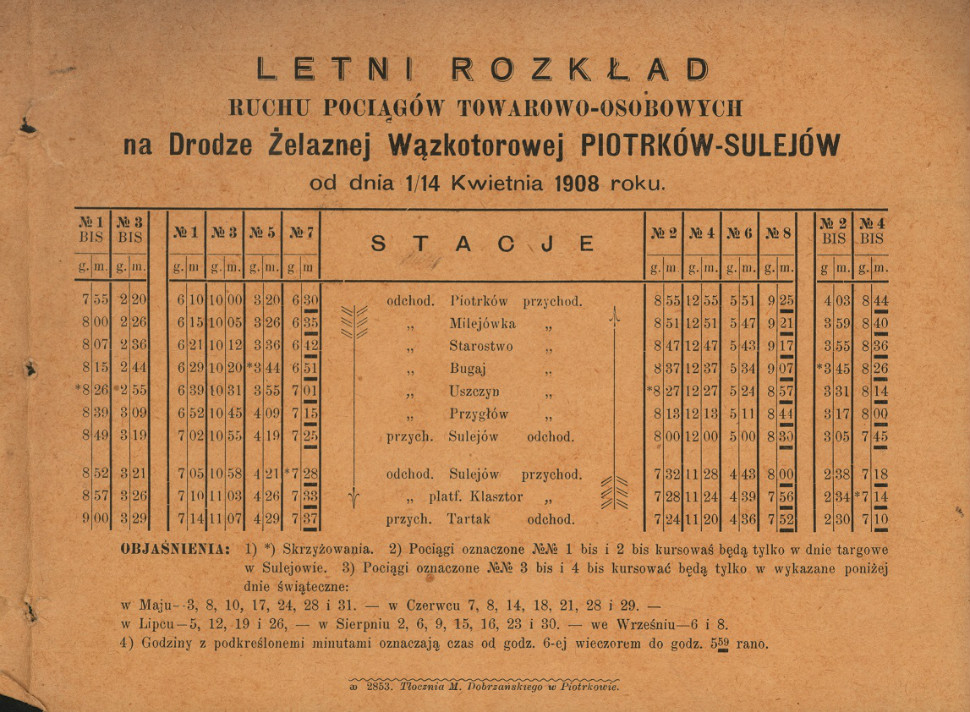 LETNI ROZKŁAD
RUCHU POCIĄGÓW TOWAROWO-OSOBOWYCH
na Drodze Żelaznej Wązkotorowej PIOTRKÓW-SULEJÓW
od dnia 1/14 Kwietnia 1908 roku.
№ 1 BIS № 3 BIS № 1 № 3 № 5 № 7 STACJE № 2 № 4 № 6 № 8 № 2 BIS № 4 BIS
g. m. g. m. g. m g. m. g. m. g. m g. m. g. m. g. m. g. m. g m. g. m.
7 55 2 20 6 10 10 00 3 20 6 30 odchod. Piotrków przychod. 8 55 12 55 5 51 9 25 4 03 8 44
8 00 2 26 6 15 10 05 3 26 6 35 „ Milejówka „ 8 51 12 51 5 47 9 21 3 59 8 40
8 07 2 36 6 21 10 12 3 36 6 42 „ Starostwo „ 8 47 12 47 5 43 9 17 3 55 8 36
8 15 2 44 6 29 10 20 *3 44 6 51 „ Bugaj „ 8 37 12 37 5 34 9 07 *3 45 8 26
*8 26 *2 55 6 39 10 31 3 55 7 01 „ Uszczyn „ *8 27 12 27 5 24 8 57 3 31 8 14
8 39 3 09 6 52 10 45 4 09 7 15 „ Przygłów „ 8 13 12 13 5 11 8 44 3 17 8 00
8 49 3 19 7 02 10 55 4 19 7 25 przych. Sulejów odchod. 8 00 12 00 5 00 8 30 3 05 7 45
8 52 3 21 7 05 10 58 4 21 *7 28 odchod. Sulejów przychod. 7 32 11 28 4 43 8 00 2 38 7 18
8 57 3 26 7 10 11 03 4 26 7 33 „ platf. Klasztor „ 7 28 11 24 4 39 7 56 2 34 *7 14
9 00 3 29 7 14 11 07 4 29 7 37 przych. Tartak odchod. 7 24 11 20 4 36 7 52 2 30 7 10
OBJAŚNIENIA: 1) *) Skrzyżowania. 2) Pociągi oznaczone №№ 1 bis i 2 bis kursowaś będą tylko w dnie targowe
w Sulejowie. 3) Pociągi oznaczone №№ 3 bis i 4 bis kursować będą tylko w wykazane poniżej
dnie świąteczne:
w Maju--3, 8, 10, 17, 24, 28 i 31. — w Czerwcu 7, 8, 14, 18, 21, 28 i 29. —
w Lipcu—5, 12, 19 i 26, — w Sierpniu 2, 6, 9, 15, 16, 23 i 30. — we Wrześniu—6 i 8.
4) Godziny z podkreślonemi minutami oznaczają czas od godz. 6-ej wieczorem do godz. 5 59 rano.
2853. Tłocznia M. Dobrzańskiego w Piotrkowie.